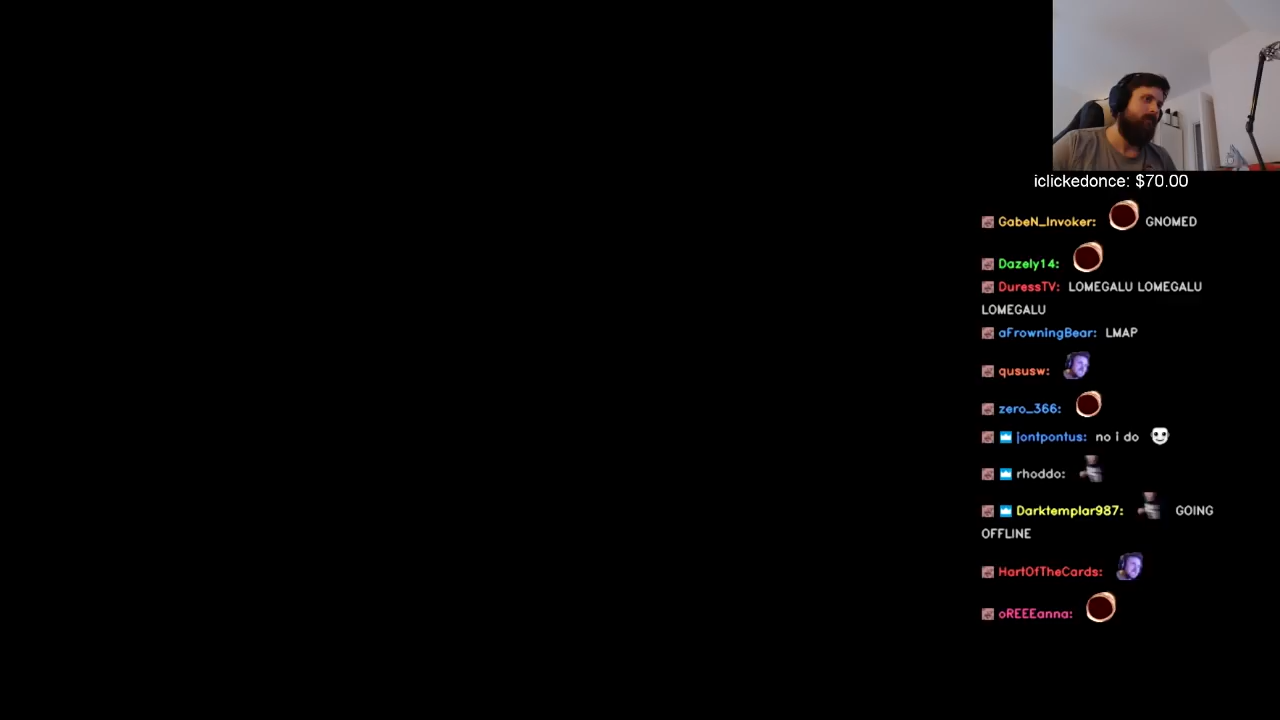 iclickedonce: $70.00
GabeN_Invoker: GNOMED
Dazely14:
DuressTV: LOMEGALU LOMEGALU
LOMEGALU
aFrowningBear: LMAP
qususw:
zero_366:
jontpontus: no i do
rhoddo:
Darktemplar987: GOING
OFFLINE
HartOfTheCards:
oREEEanna: